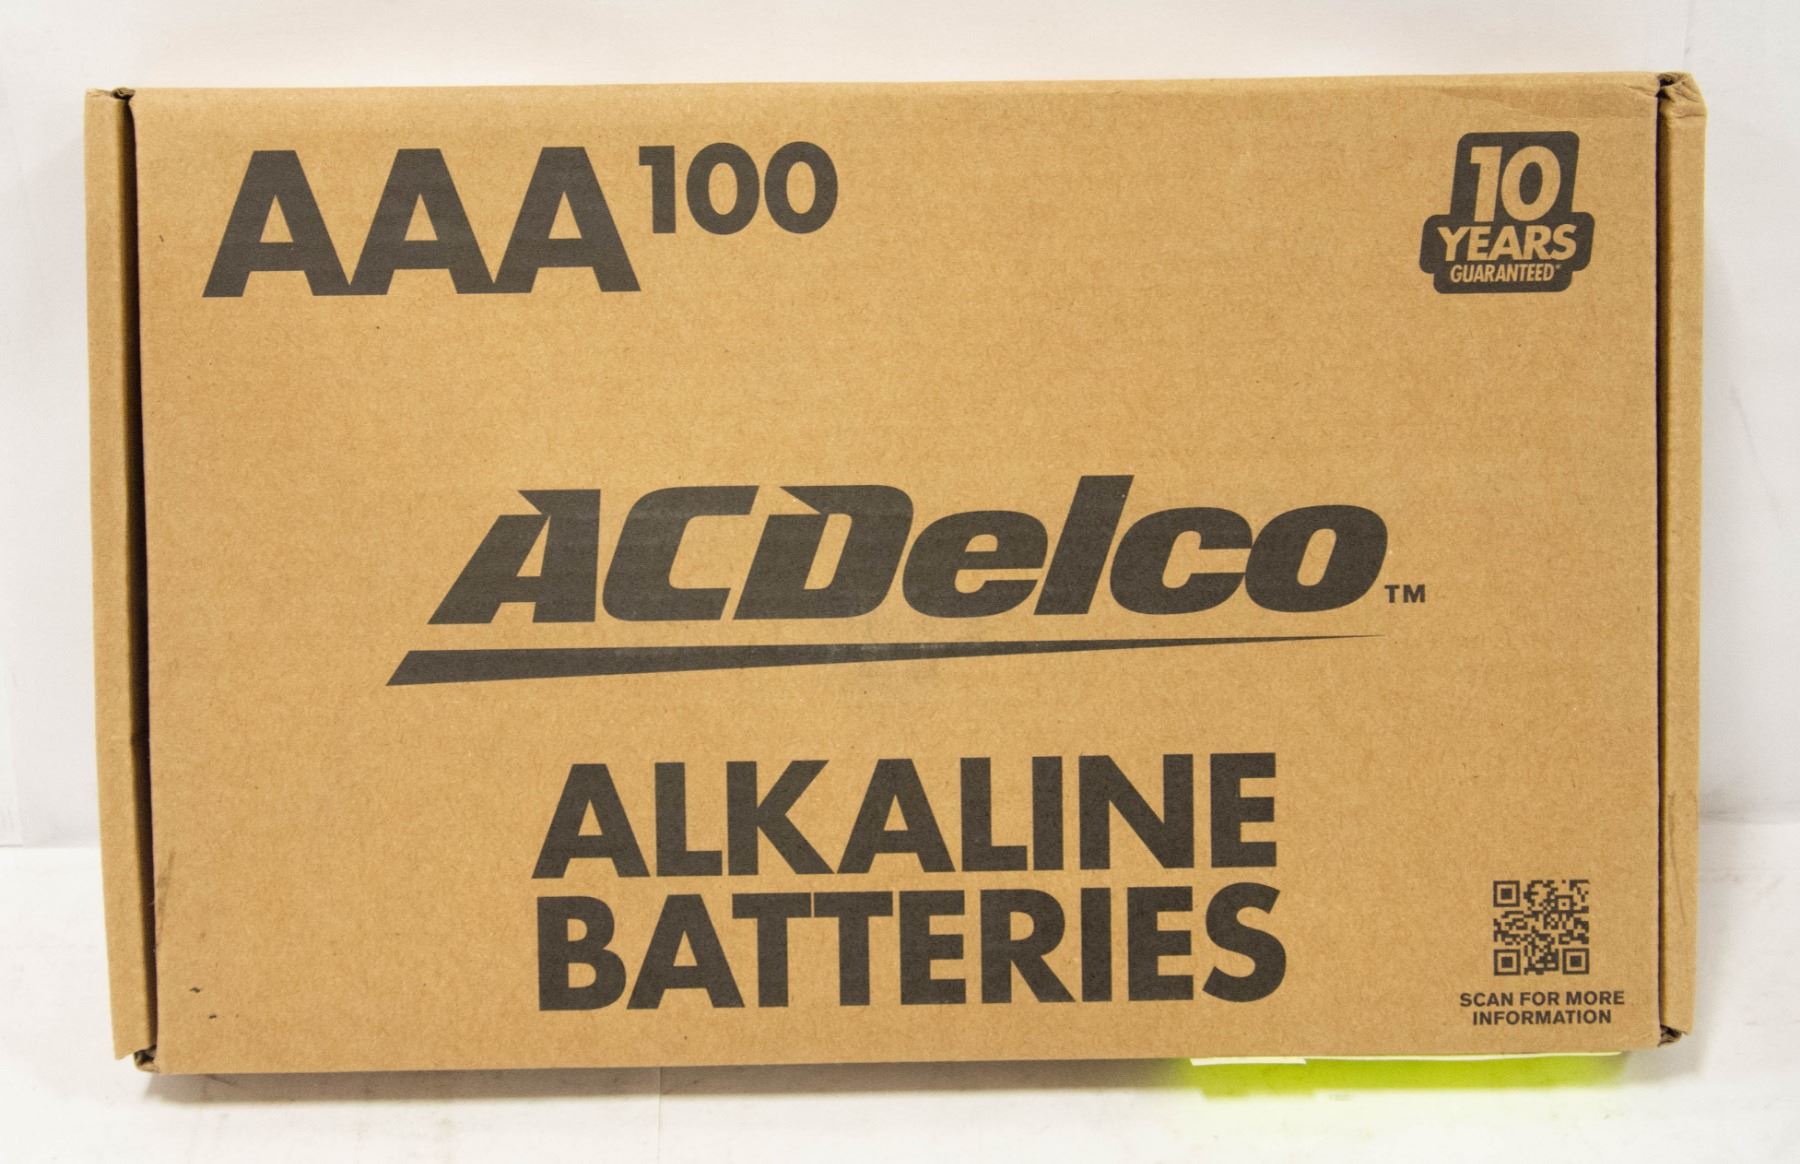 AAA100
10
YEARS
GUARANTEED*
ACDelco™
ALKALINE
BATTERIES
SCAN FOR MORE
INFORMATION